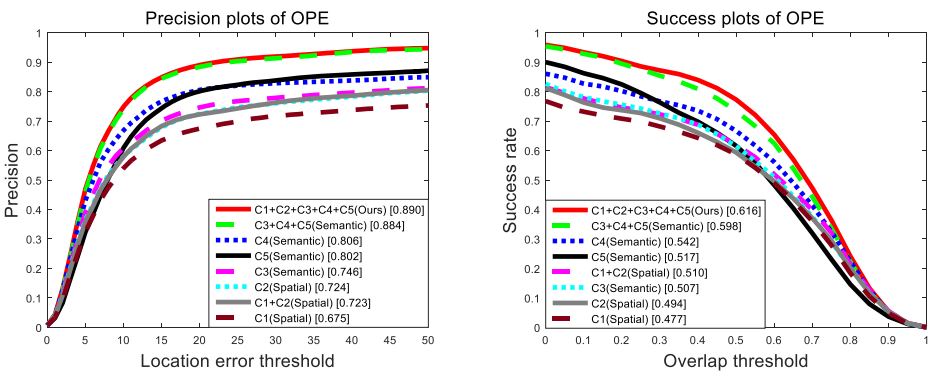 Precision plots of OPE
1
0.9
0.8
0.7
0.6
0.5
0.4
0.3
0.2
0.1
0
Precision
C1+C2+C3+C4+C5(Ours) [0.890]
C3+C4+C5(Semantic) [0.884]
C4(Semantic) [0.806]
C5(Semantic) [0.802]
C3(Semantic) [0.746]
C2(Spatial) [0.724]
C1+C2(Spatial) [0.723]
C1(Spatial) [0.675]
0 5 10 15 20 25 30 35 40 45 50
Location error threshold
Success plots of OPE
1
0.9
0.8
0.7
0.6
0.5
0.4
0.3
0.2
0.1
0
Success rate
C1+C2+C3+C4+C5(Ours) [0.616]
C3+C4+C5(Semantic) [0.598]
C4(Semantic) [0.542]
C5(Semantic) [0.517]
C1+C2(Spatial) [0.510]
C3(Semantic) [0.507]
C2(Spatial) [0.494]
C1(Spatial) [0.477]
0 0.1 0.2 0.3 0.4 0.5 0.6 0.7 0.8 0.9 1
Overlap threshold